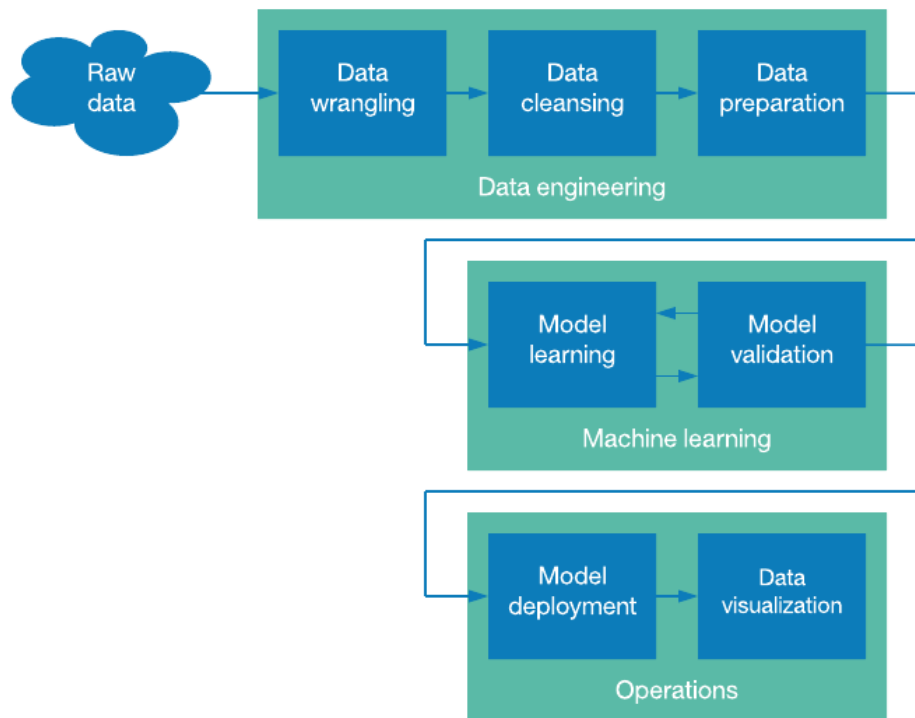 Raw
data
Data
wrangling
Data
cleansing
Data
preparation
Data engineering
Model
learning
Model
validation
Machine learning
Model
deployment
Data
visualization
Operations